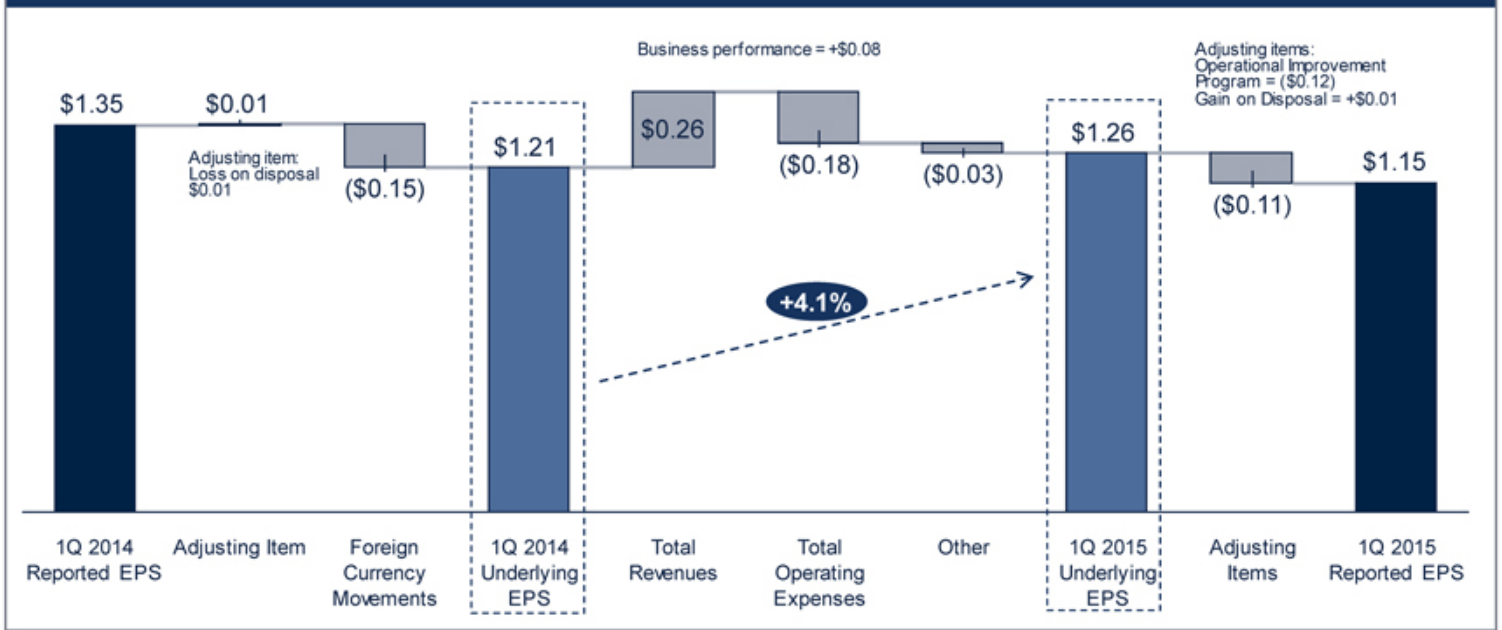 Business performance = +$0.08
Adjusting items:
Operational Improvement
Program = ($0.12)
Gain on Disposal = +$0.01
$1.35
$0.01
Adjusting item:
Loss on disposal
$0.01
($0.15)
$1.21
$0.26
($0.18)
($0.03)
$1.26
($0.11)
$1.15
+4.1%
1Q 2014
Reported EPS
Adjusting Item
Foreign
Currency
Movements
1Q 2014
Underlying
EPS
Total
Revenues
Total
Operating
Expenses
Other
1Q 2015
Underlying
EPS
Adjusting
Items
1Q 2015
Reported EPS